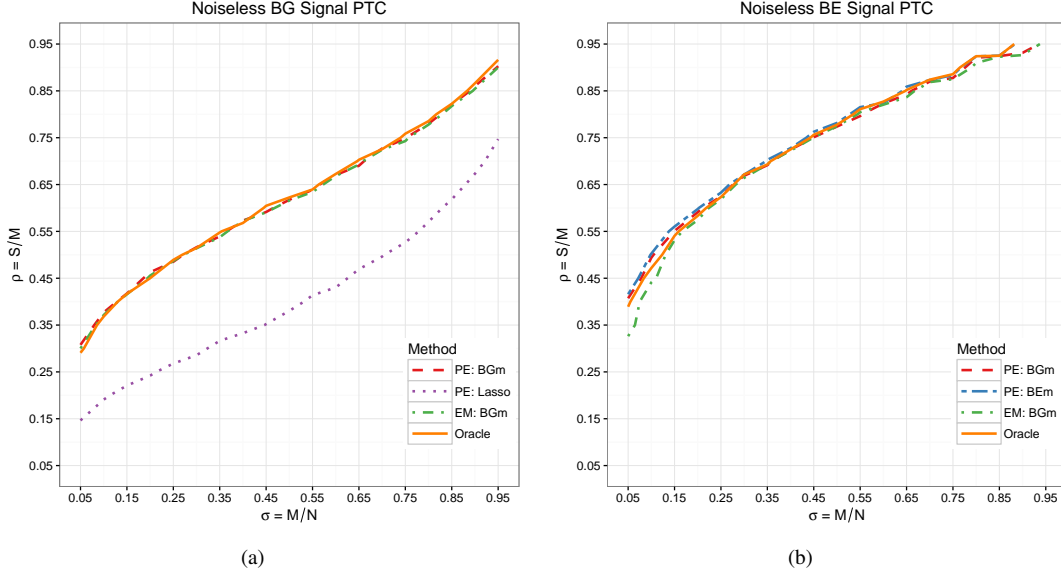 Noiseless BG Signal PTC
0.95
0.85
0.75
0.65
0.55
0.45
0.35
0.25
0.15
0.05
ρ = S/M
Method
PE: BGm
PE: Lasso
EM: BGm
Oracle
0.05 0.15 0.25 0.35 0.45 0.55 0.65 0.75 0.85 0.95
σ = M/N
(a)
Noiseless BE Signal PTC
0.95
0.85
0.75
0.65
0.55
0.45
0.35
0.25
0.15
0.05
ρ = S/M
Method
PE: BGm
PE: BEm
EM: BGm
Oracle
0.05 0.15 0.25 0.35 0.45 0.55 0.65 0.75 0.85 0.95
σ = M/N
(b)